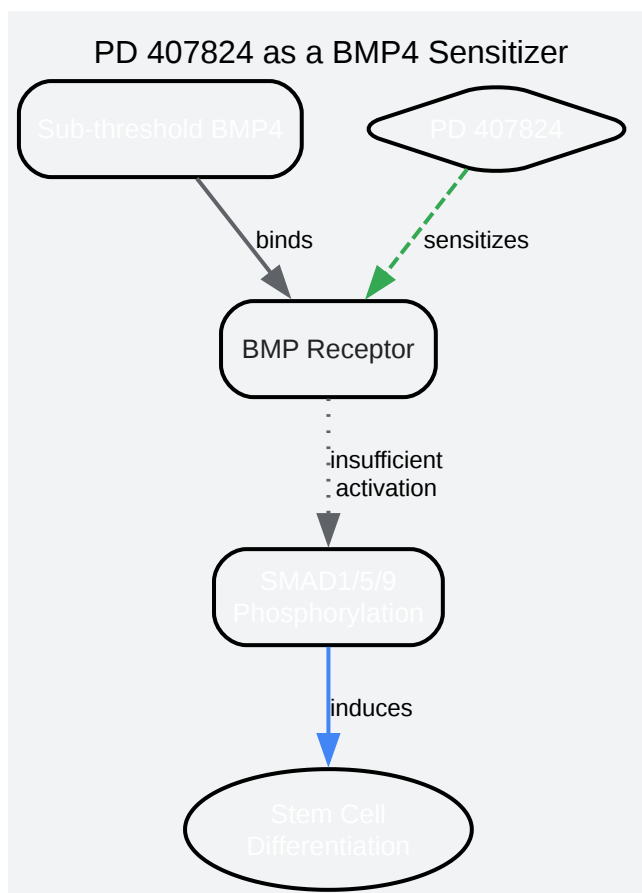 PD 407824 as a BMP4 Sensitizer
Sub-threshold BMP4
PD 407824
binds
sensitizes
BMP Receptor
insufficient
activation
SMAD1/5/9
Phosphorylation
induces
Stem Cell
Differentiation